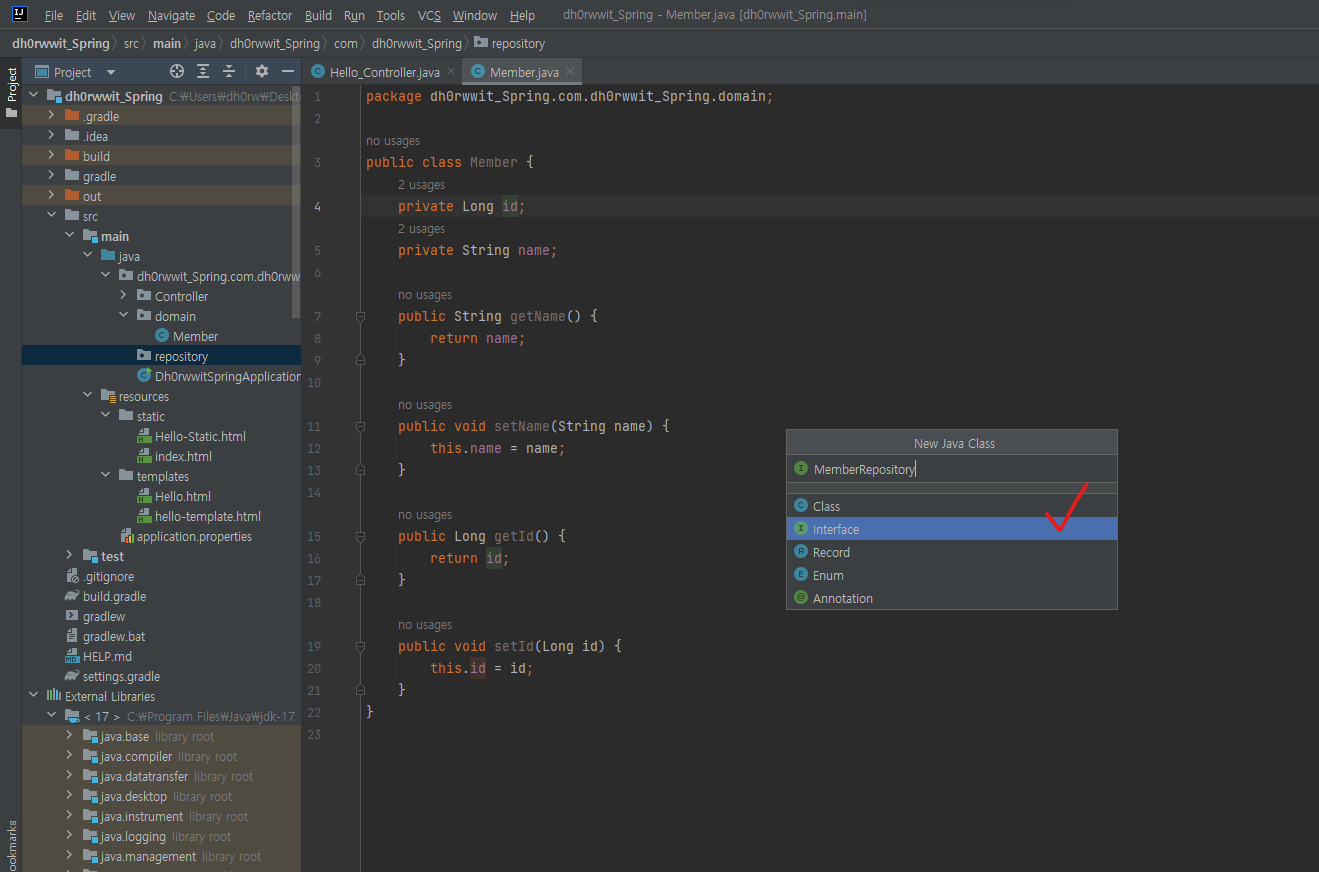 IJ File Edit View Navigate Code Refactor Build Run Tools VCS Window Help dh0rwwit_Spring - Member.java [dh0rwwit_Spring.main]
dh0rwwit_Spring src main java dh0rwwit_Spring com dh0rwwit_Spring repository
Project
Project
Hello_Controller.java Member.java
dh0rwwit_Spring C:₩Users₩dh0rw₩Deskt
.gradle
.idea
build
gradle
out
src
main
java
dh0rwwit_Spring.com.dh0rww
Controller
domain
C Member
repository
C Dh0rwwitSpringApplication
resources
static
Hello-Static.html
index.html
templates
Hello.html
hello-template.html
application.properties
test
.gitignore
build.gradle
gradlew
gradlew.bat
MD HELP.md
settings.gradle
External Libraries
< 17 > C:₩Program Files₩Java₩jdk-17
java.base library root
java.compiler library root
java.datatransfer library root
java.desktop library root
java.instrument library root
java.logging library root
java.management library root
ookmarks
1 package dh0rwwit_Spring.com.dh0rwwit_Spring.domain;
2
no usages
3 public class Member {
2 usages
4 private Long id;
2 usages
5 private String name;
6
no usages
7 public String getName() {
8 return name;
9 }
10
no usages
11 public void setName(String name) {
12 this.name = name;
13 }
14
no usages
15 public Long getId() {
16 return id;
17 }
18
no usages
19 public void setId(Long id) {
20 this.id = id;
21 }
22 }
23
New Java Class
I MemberRepository
C Class
I Interface
R Record
E Enum
@ Annotation